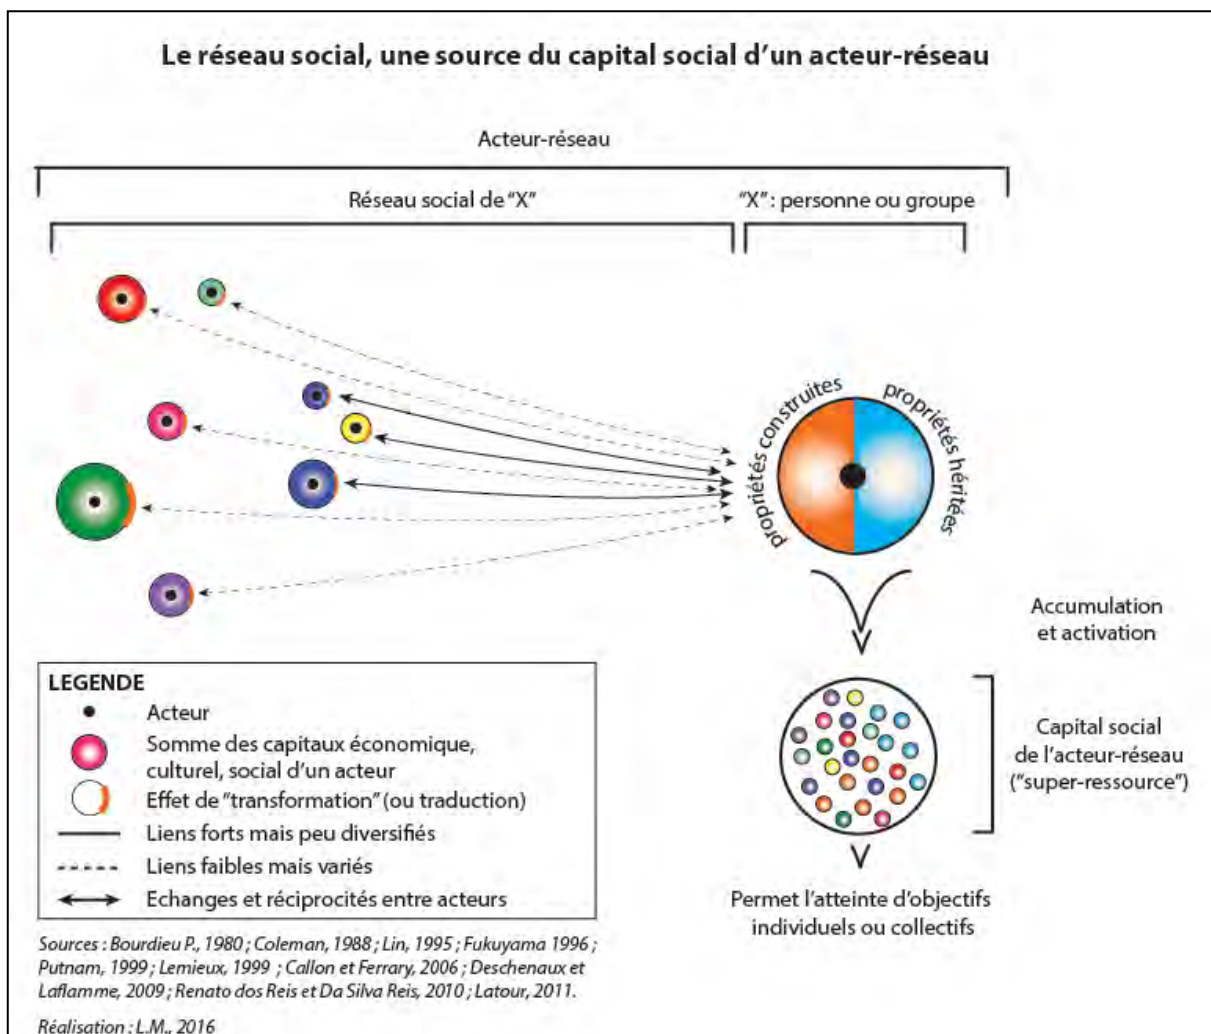 Le réseau social, une source du capital social d'un acteur-réseau
Acteur-réseau
Réseau social de "X"
"X" : personne ou groupe
propriétés construites
propriétés héritées
Accumulation
et activation
Capital social
de l'acteur-réseau
("super-ressource")
Permet l'atteinte d'objectifs
individuels ou collectifs
LEGENDE
Acteur
Somme des capitaux économique,
culturel, social d'un acteur
Effet de "transformation" (ou traduction)
Liens forts mais peu diversifiés
Liens faibles mais variés
Echanges et réciprocités entre acteurs
Sources : Bourdieu P., 1980 ; Coleman, 1988 ; Lin, 1995 ; Fukuyama 1996 ;
Putnam, 1999 ; Lemieux, 1999 ; Callon et Ferrary, 2006 ; Deschenaux et
Laflamme, 2009 ; Renato dos Reis et Da Silva Reis, 2010 ; Latour, 2011.
Réalisation : L.M., 2016